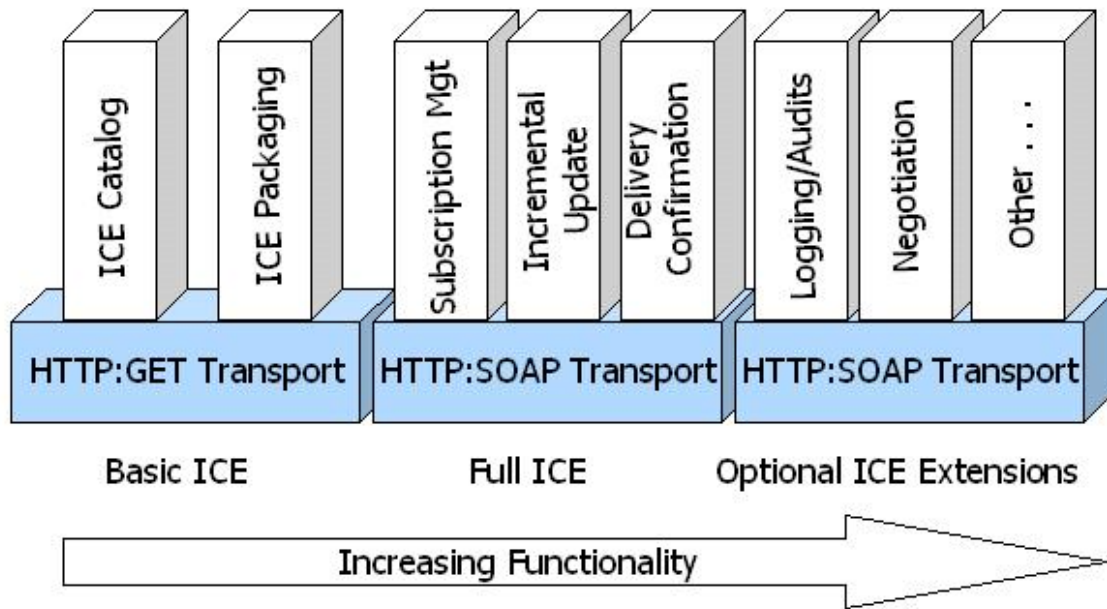 ICE Catalog
ICE Packaging
Subscription Mgt
Incremental
Update
Delivery
Confirmation
Logging/Audits
Negotiation
Other . . . .
HTTP:GET Transport
HTTP:SOAP Transport
HTTP:SOAP Transport
Basic ICE
Full ICE
Optional ICE Extensions
Increasing Functionality